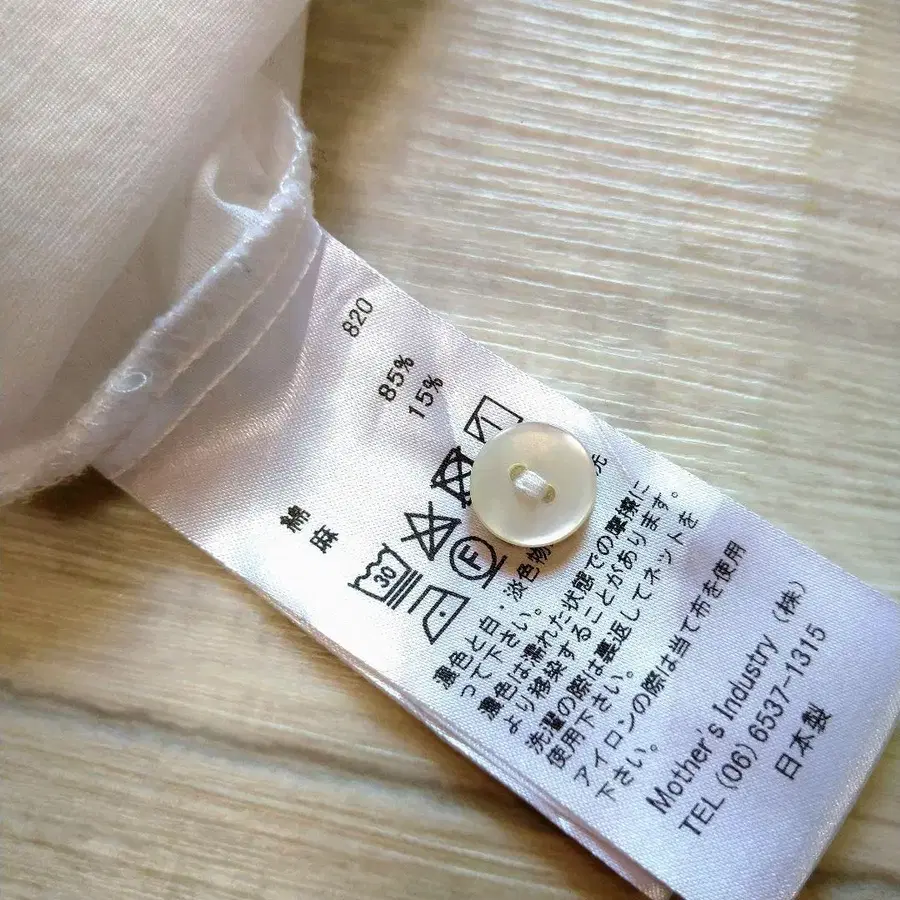 820
綿 85%
麻 15%
30
F
濃色と白・淡色物
洗
って下さい。
濃色は濡れた状態での摩擦に
より移染することがあります。
洗濯の際は裏返してネットを
使用下さい。
アイロンの際は当て布を使用
下さい。
Mother's Industry (株)
TEL (06) 6537-1315
日本製